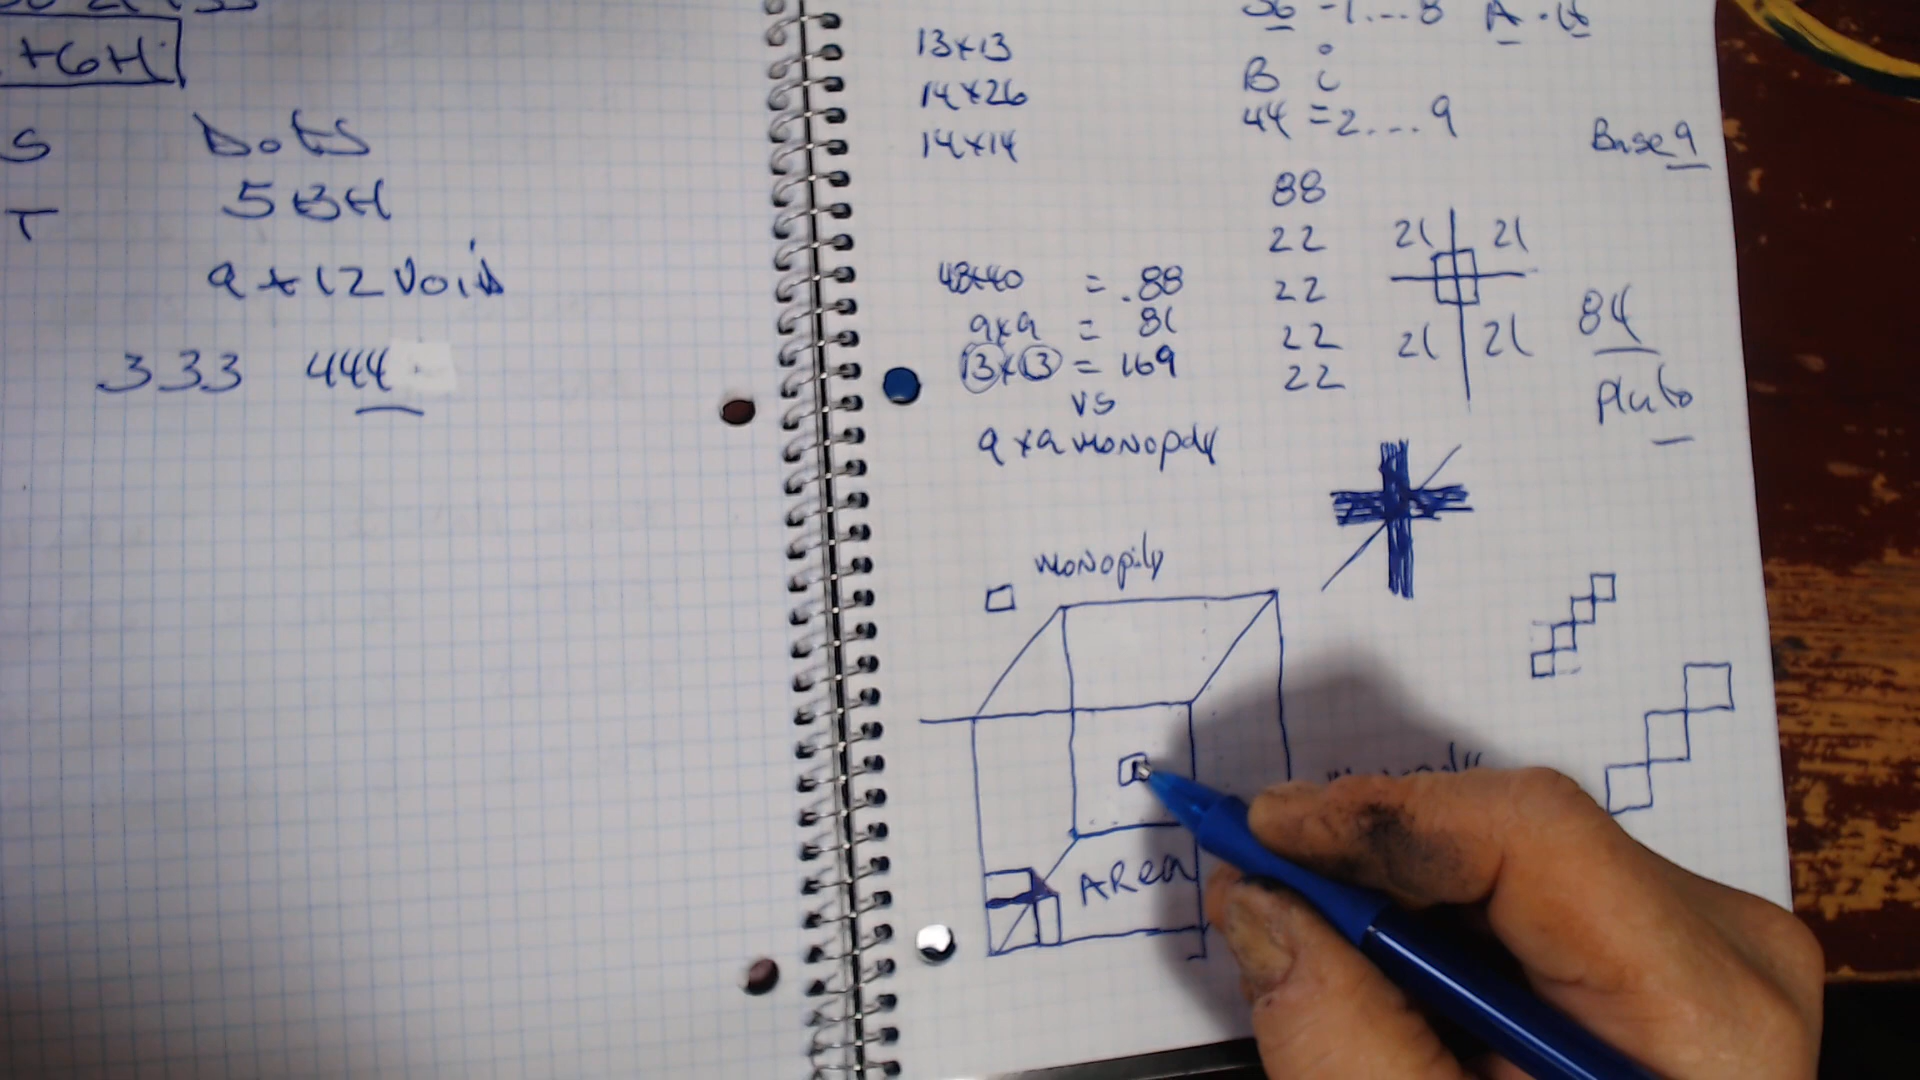 +6H
S Dots
T 5BH
9x12 Void
333 444
13x13
14x26
14x14
B i
44 =2...9
Base 9
88
22
22
22
22
21 21
21 21
84
Pluto
48x40 = .88
9x9 = 81
13x13 = 169
vs
9x9 monopoly
monopily
AREA